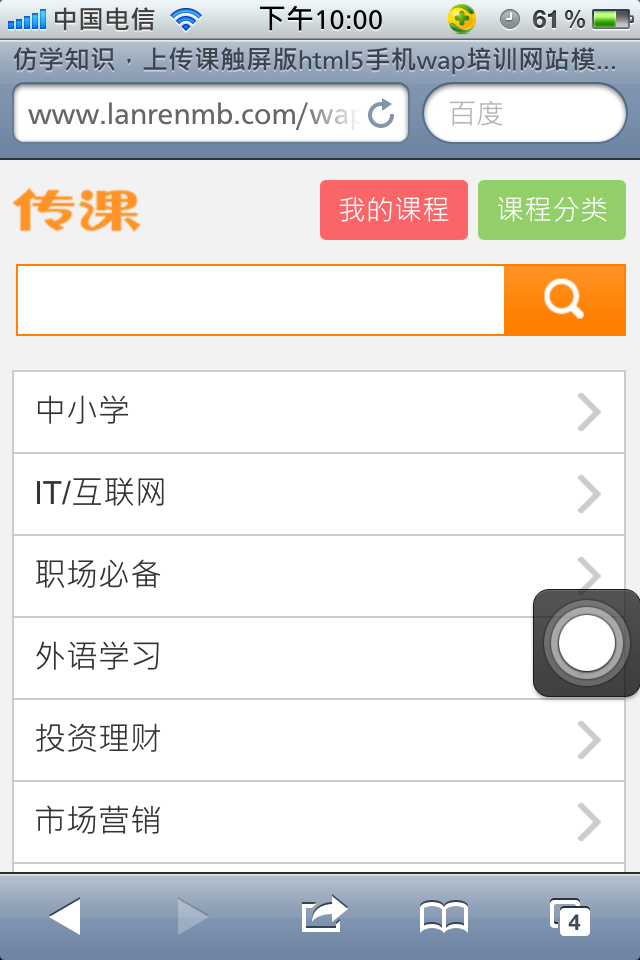 中国电信 下午10:00 61%
仿学知识·上传课触屏版html5手机wap培训网站模...
www.lanrenmb.com/wap 百度
传课 我的课程 课程分类
中小学
IT/互联网
职场必备
外语学习
投资理财
市场营销
4